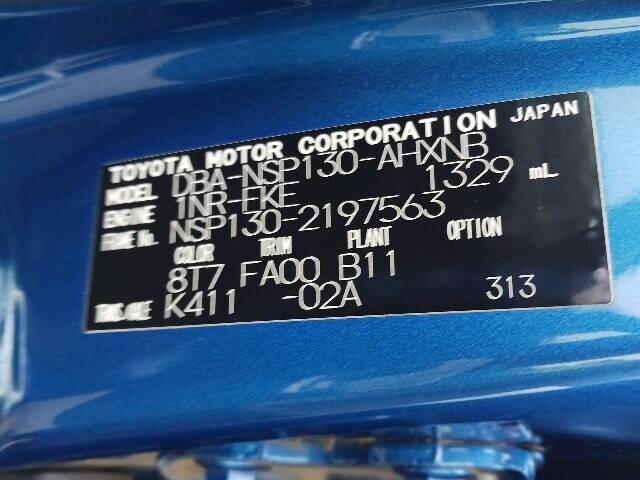 TOYOTA MOTOR CORPORATION JAPAN
MODEL DBA-NSP130-AHXNB
ENGINE 1NR-FKE 1329 mL
FRAME No. NSP130-2197563
COLOR TRIM PLANT OPTION
8T7 FA00 B11
TRANS.AXLE K411 -02A 313